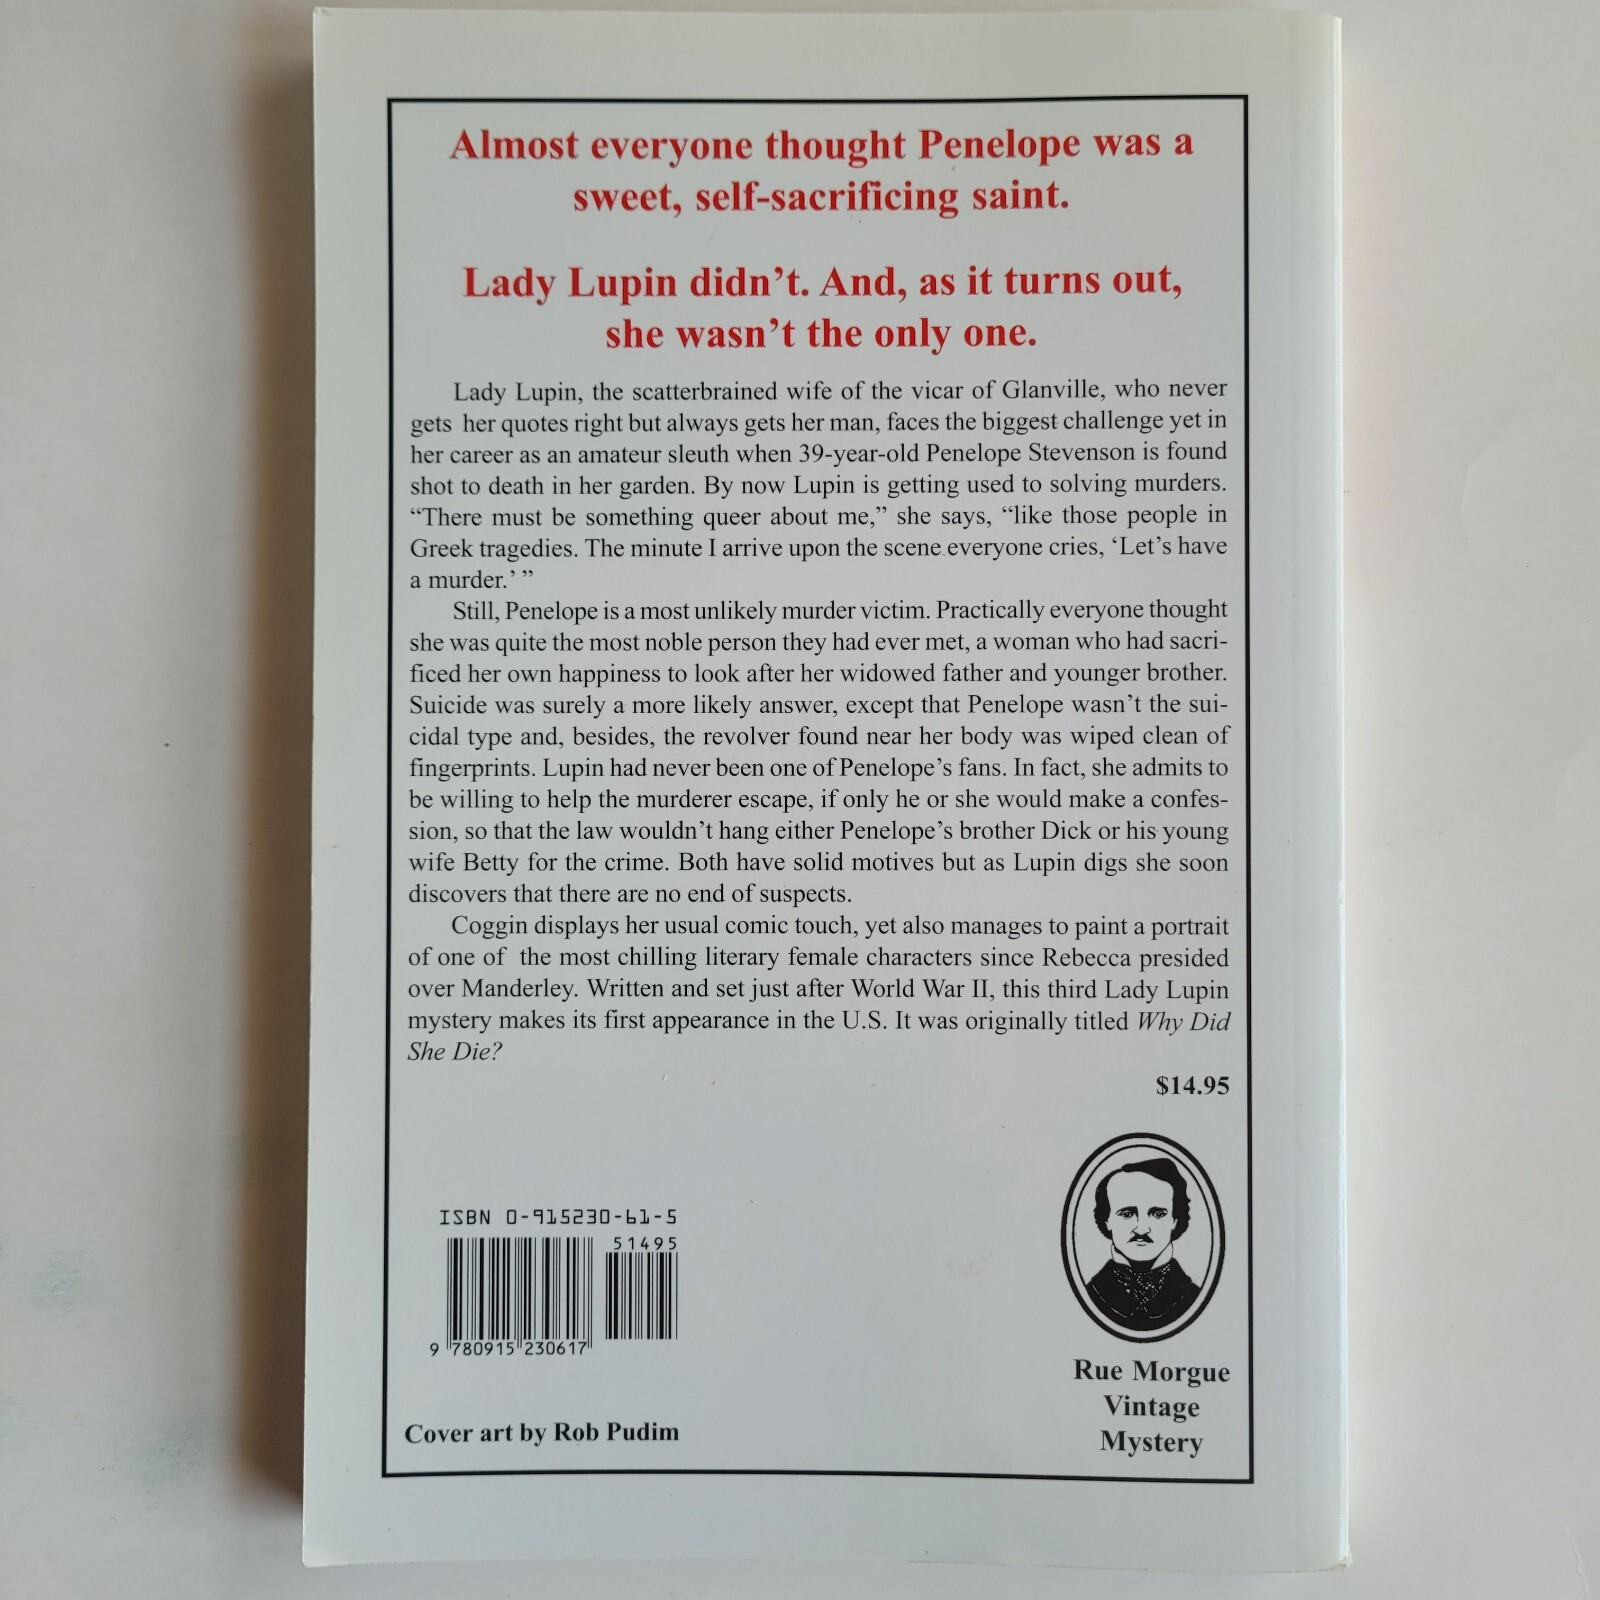 Almost everyone thought Penelope was a
sweet, self-sacrificing saint.
Lady Lupin didn’t. And, as it turns out,
she wasn’t the only one.
Lady Lupin, the scatterbrained wife of the vicar of Glanville, who never
gets her quotes right but always gets her man, faces the biggest challenge yet in
her career as an amateur sleuth when 39-year-old Penelope Stevenson is found
shot to death in her garden. By now Lupin is getting used to solving murders.
“There must be something queer about me,” she says, “like those people in
Greek tragedies. The minute I arrive upon the scene everyone cries, ‘Let’s have
a murder.’ ”
Still, Penelope is a most unlikely murder victim. Practically everyone thought
she was quite the most noble person they had ever met, a woman who had sacri-
ficed her own happiness to look after her widowed father and younger brother.
Suicide was surely a more likely answer, except that Penelope wasn’t the sui-
cidal type and, besides, the revolver found near her body was wiped clean of
fingerprints. Lupin had never been one of Penelope’s fans. In fact, she admits to
be willing to help the murderer escape, if only he or she would make a confes-
sion, so that the law wouldn’t hang either Penelope’s brother Dick or his young
wife Betty for the crime. Both have solid motives but as Lupin digs she soon
discovers that there are no end of suspects.
Coggin displays her usual comic touch, yet also manages to paint a portrait
of one of the most chilling literary female characters since Rebecca presided
over Manderley. Written and set just after World War II, this third Lady Lupin
mystery makes its first appearance in the U.S. It was originally titled Why Did
She Die?
$14.95
ISBN 0-915230-61-5
51495
9 780915 230617
Rue Morgue
Vintage
Mystery
Cover art by Rob Pudim